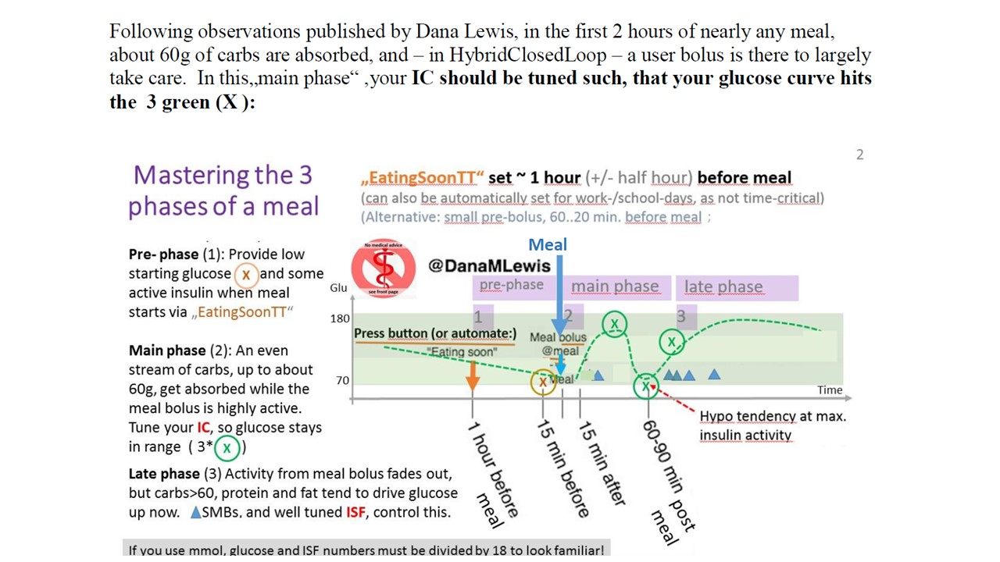 Following observations published by Dana Lewis, in the first 2 hours of nearly any meal,
about 60g of carbs are absorbed, and – in HybridClosedLoop – a user bolus is there to largely
take care.  In this„main phase“ ,your IC should be tuned such, that your glucose curve hits
the  3 green (X ):
2
Mastering the 3
phases of a meal
„EatingSoonTT“ set ~ 1 hour (+/- half hour) before meal
(can also be automatically set for work-/school-days, as not time-critical)
(Alternative: small pre-bolus, 60..20 min. before meal ;
Pre- phase (1): Provide low
starting glucose X and some
active insulin when meal
starts via „EatingSoonTT“
Main phase (2): An even
stream of carbs, up to about
60g, get absorbed while the
meal bolus is highly active.
Tune your IC, so glucose stays
in range ( 3* X )
Late phase (3) Activity from meal bolus fades out,
but carbs>60, protein and fat tend to drive glucose
up now. SMBs, and well tuned ISF, control this.
No medical advice
see front page
Meal
@DanaMLewis
pre-phase
main phase
late phase
Glu
1
2
3
180
X
Press button (or automate:)
Meal bolus
@meal
X
"Eating soon"
70
X
Meal
X
Time
Hypo tendency at max.
insulin activity
1 hour before
meal
15 min before
15 min after
60-90 min post
meal
If you use mmol, glucose and ISF numbers must be divided by 18 to look familiar!